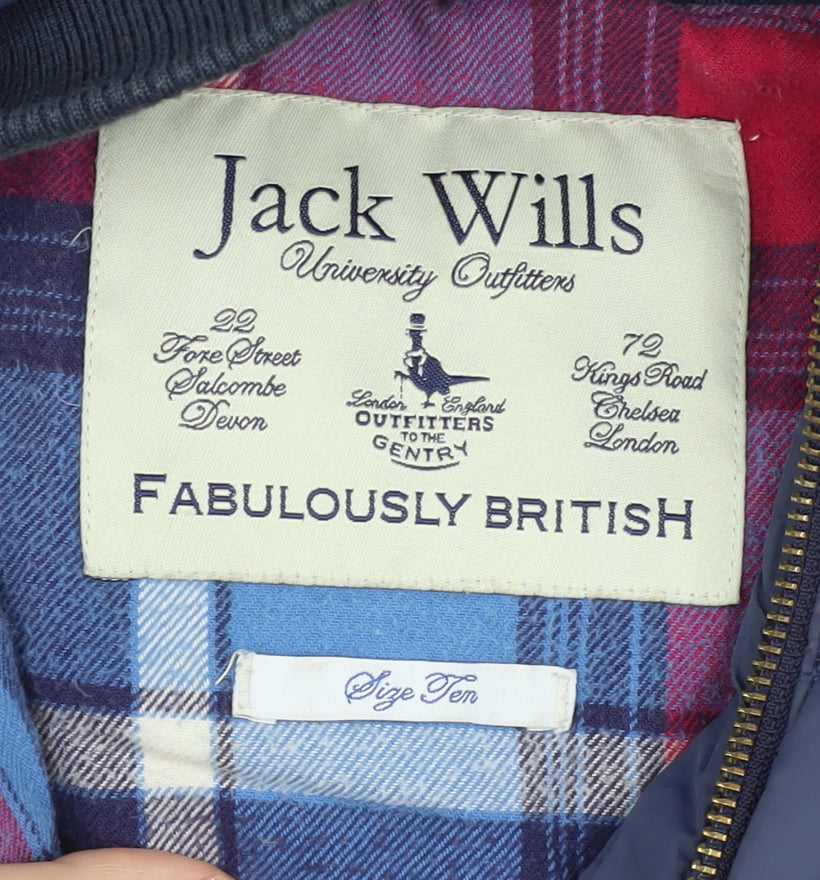 Jack Wills
University Outfitters
22
Fore Street
Salcombe
Devon
London England
OUTFITTERS
TO THE
GENTRY
72
Kings Road
Chelsea
London
FABULOUSLY BRITISH
Size Ten